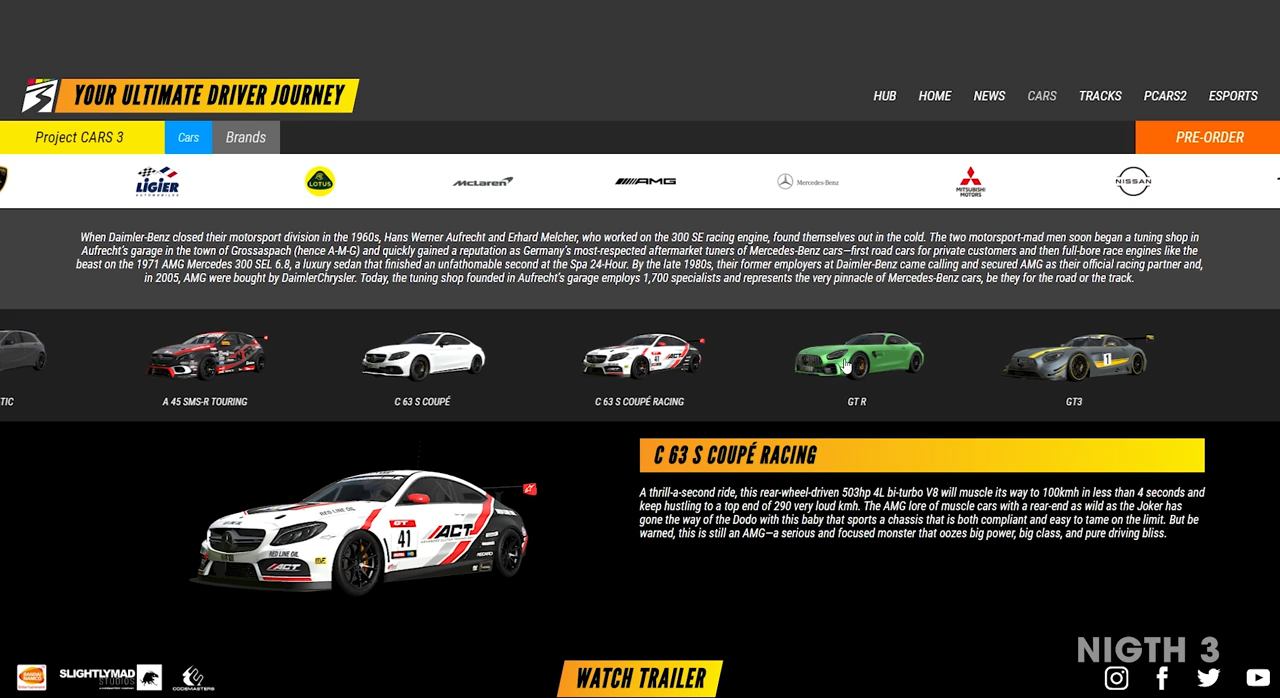 YOUR ULTIMATE DRIVER JOURNEY
HUB HOME NEWS CARS TRACKS PCARS2 ESPORTS
Project CARS 3 Cars Brands PRE-ORDER
LIGIER LOTUS McLaren AMG Mercedes-Benz MITSUBISHI MOTORS NISSAN
When Daimler-Benz closed their motorsport division in the 1960s, Hans Werner Aufrecht and Erhard Melcher, who worked on the 300 SE racing engine, found themselves out in the cold. The two motorsport-mad men soon began a tuning shop in
Aufrecht's garage in the town of Grossaspach (hence A-M-G) and quickly gained a reputation as Germany's most-respected aftermarket tuners of Mercedes-Benz cars—first road cars for private customers and then full-bore race engines like the
beast on the 1971 AMG Mercedes 300 SEL 6.8, a luxury sedan that finished an unfathomable second at the Spa 24-Hour. By the late 1980s, their former employers at Daimler-Benz came calling and secured AMG as their official racing partner and,
in 2005, AMG were bought by DaimlerChrysler. Today, the tuning shop founded in Aufrecht's garage employs 1,700 specialists and represents the very pinnacle of Mercedes-Benz cars, be they for the road or the track.
TIC A 45 SMS-R TOURING C 63 S COUPÉ C 63 S COUPÉ RACING GT R GT3
C 63 S COUPÉ RACING
A thrill-a-second ride, this rear-wheel-driven 503hp 4L bi-turbo V8 will muscle its way to 100kmh in less than 4 seconds and
keep hustling to a top end of 290 very loud kmh. The AMG lore of muscle cars with a rear-end as wild as the Joker has
gone the way of the Dodo with this baby that sports a chassis that is both compliant and easy to tame on the limit. But be
warned, this is still an AMG—a serious and focused monster that oozes big power, big class, and pure driving bliss.
RED LINE OIL
GT
41
ACT
RED LINE OIL
ACT
NIGTH 3
SLIGHTLYMAD
STUDIOS
CODEMASTERS
WATCH TRAILER